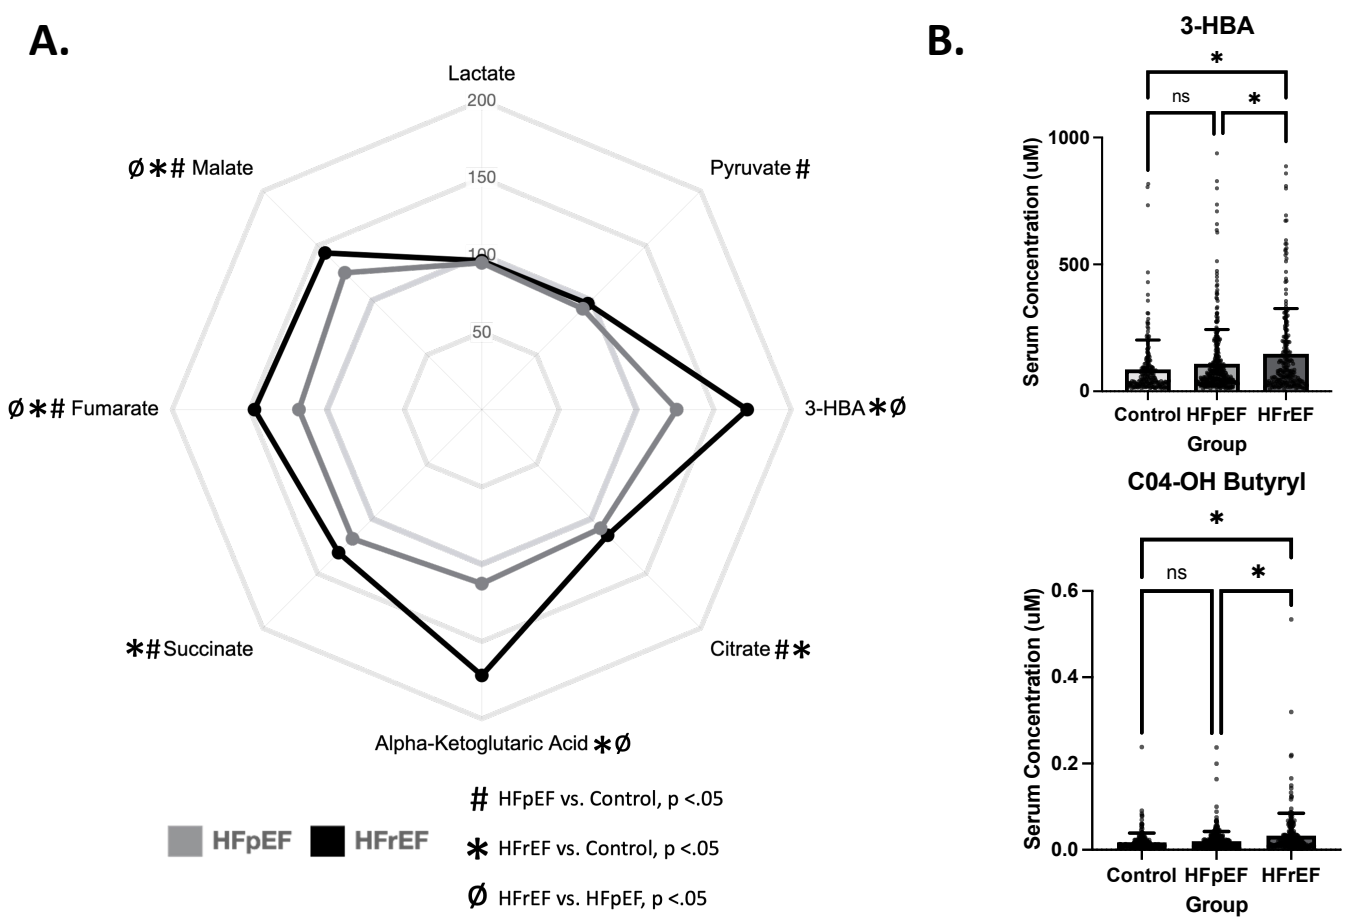 A.
Lactate
200
150
100
50
Ø*# Malate
Pyruvate #
Ø*# Fumarate
3-HBA *Ø
*# Succinate
Citrate #*
Alpha-Ketoglutaric Acid *Ø
HFpEF
HFrEF
# HFpEF vs. Control, p <.05
* HFrEF vs. Control, p <.05
Ø HFrEF vs. HFpEF, p <.05
B.
3-HBA
*
ns
*
Serum Concentration (uM)
1000
500
0
Control HFpEF HFrEF
Group
C04-OH Butyryl
*
ns
*
Serum Concentration (uM)
0.6
0.4
0.2
0.0
Control HFpEF HFrEF
Group